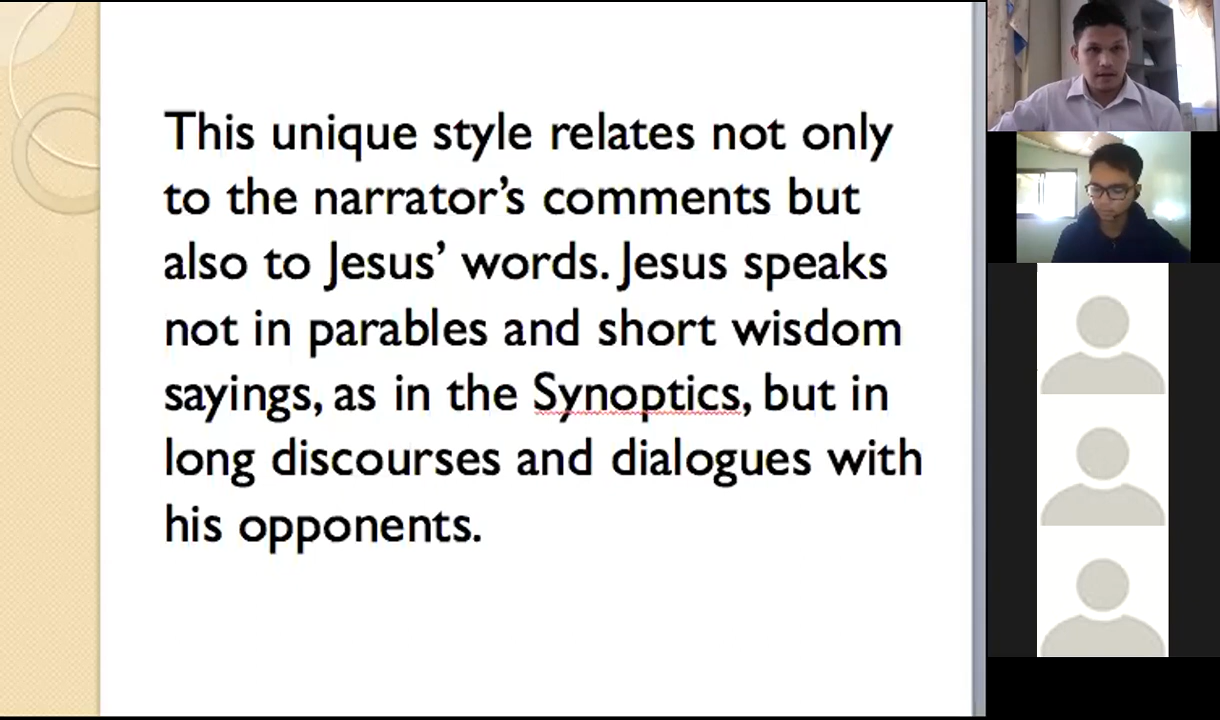 This unique style relates not only
to the narrator’s comments but
also to Jesus’ words. Jesus speaks
not in parables and short wisdom
sayings, as in the Synoptics, but in
long discourses and dialogues with
his opponents.